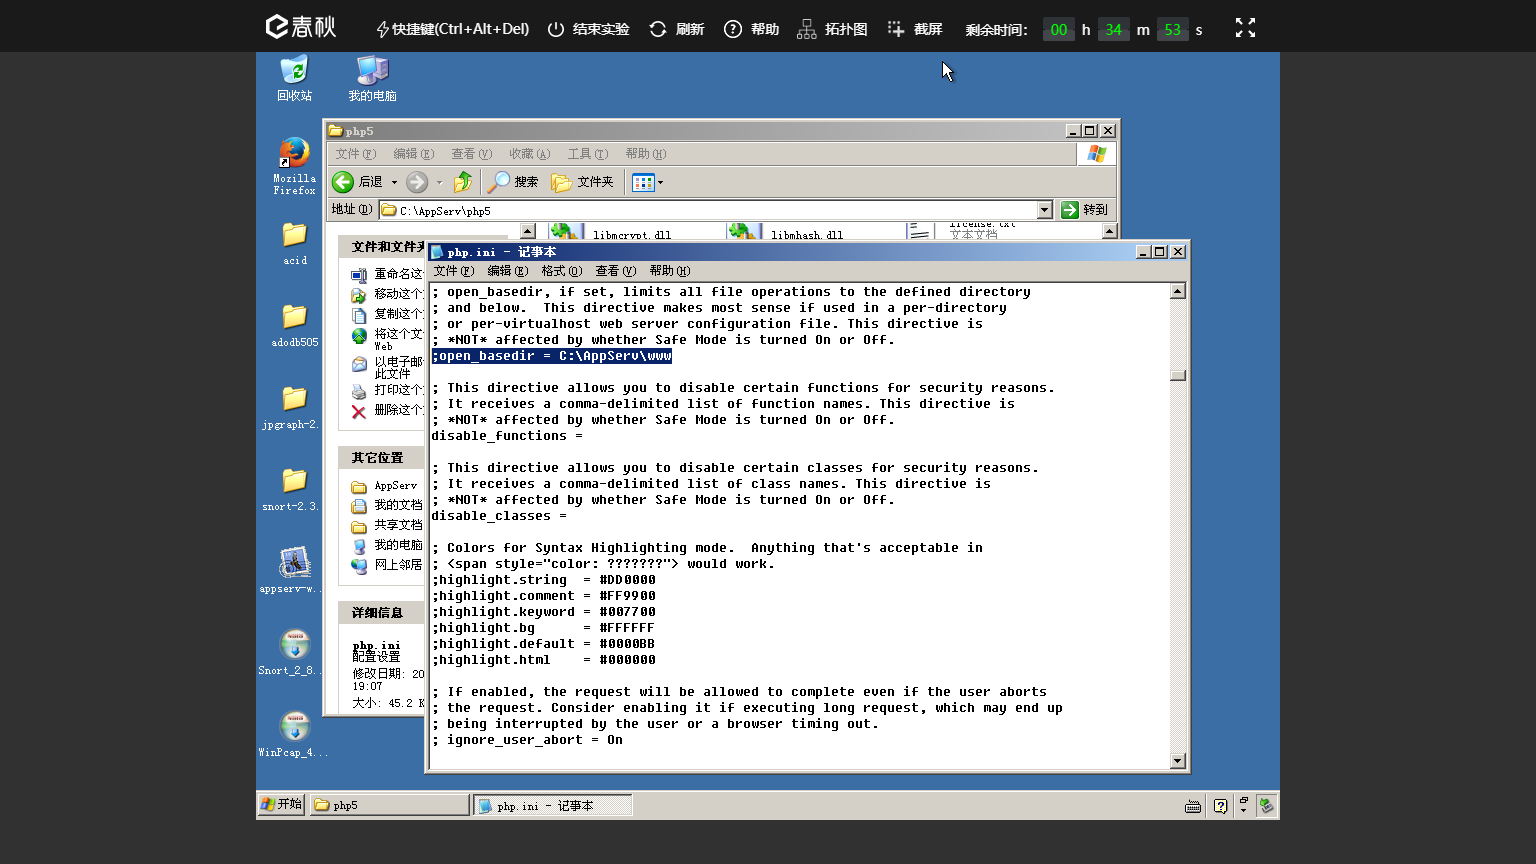 春秋
快捷键(Ctrl+Alt+Del)
结束实验
刷新
帮助
拓扑图
截屏
剩余时间: 00 h 34 m 53 s
回收站
我的电脑
Mozilla Firefox
acid
adodb505
jpgraph-2.
snort-2.3.
appserv-w..
Snort_2_8..
WinPcap_4...
php5
文件(F) 编辑(E) 查看(V) 收藏(A) 工具(T) 帮助(H)
后退 搜索 文件夹
地址(D) C:\AppServ\php5 转到
libmcrypt.dll
libmhash.dll
license.txt
文本文档
文件和文件夹
重命名这
移动这个
复制这个
将这个文
Web
以电子邮
此文件
打印这个
删除这个
其它位置
AppServ
我的文档
共享文档
我的电脑
网上邻居
详细信息
php.ini
配置设置
修改日期: 20
19:07
大小: 45.2 K
php.ini - 记事本
文件(F) 编辑(E) 格式(O) 查看(V) 帮助(H)
; open_basedir, if set, limits all file operations to the defined directory
; and below.  This directive makes most sense if used in a per-directory
; or per-virtualhost web server configuration file. This directive is
; *NOT* affected by whether Safe Mode is turned On or Off.
;open_basedir = C:\AppServ\www
; This directive allows you to disable certain functions for security reasons.
; It receives a comma-delimited list of function names. This directive is
; *NOT* affected by whether Safe Mode is turned On or Off.
disable_functions =
; This directive allows you to disable certain classes for security reasons.
; It receives a comma-delimited list of class names. This directive is
; *NOT* affected by whether Safe Mode is turned On or Off.
disable_classes =
; Colors for Syntax Highlighting mode.  Anything that's acceptable in
; <span style="color: ???????"> would work.
;highlight.string  = #DD0000
;highlight.comment = #FF9900
;highlight.keyword = #007700
;highlight.bg      = #FFFFFF
;highlight.default = #0000BB
;highlight.html    = #000000
; If enabled, the request will be allowed to complete even if the user aborts
; the request. Consider enabling it if executing long request, which may end up
; being interrupted by the user or a browser timing out.
; ignore_user_abort = On
开始
php5
php.ini - 记事本